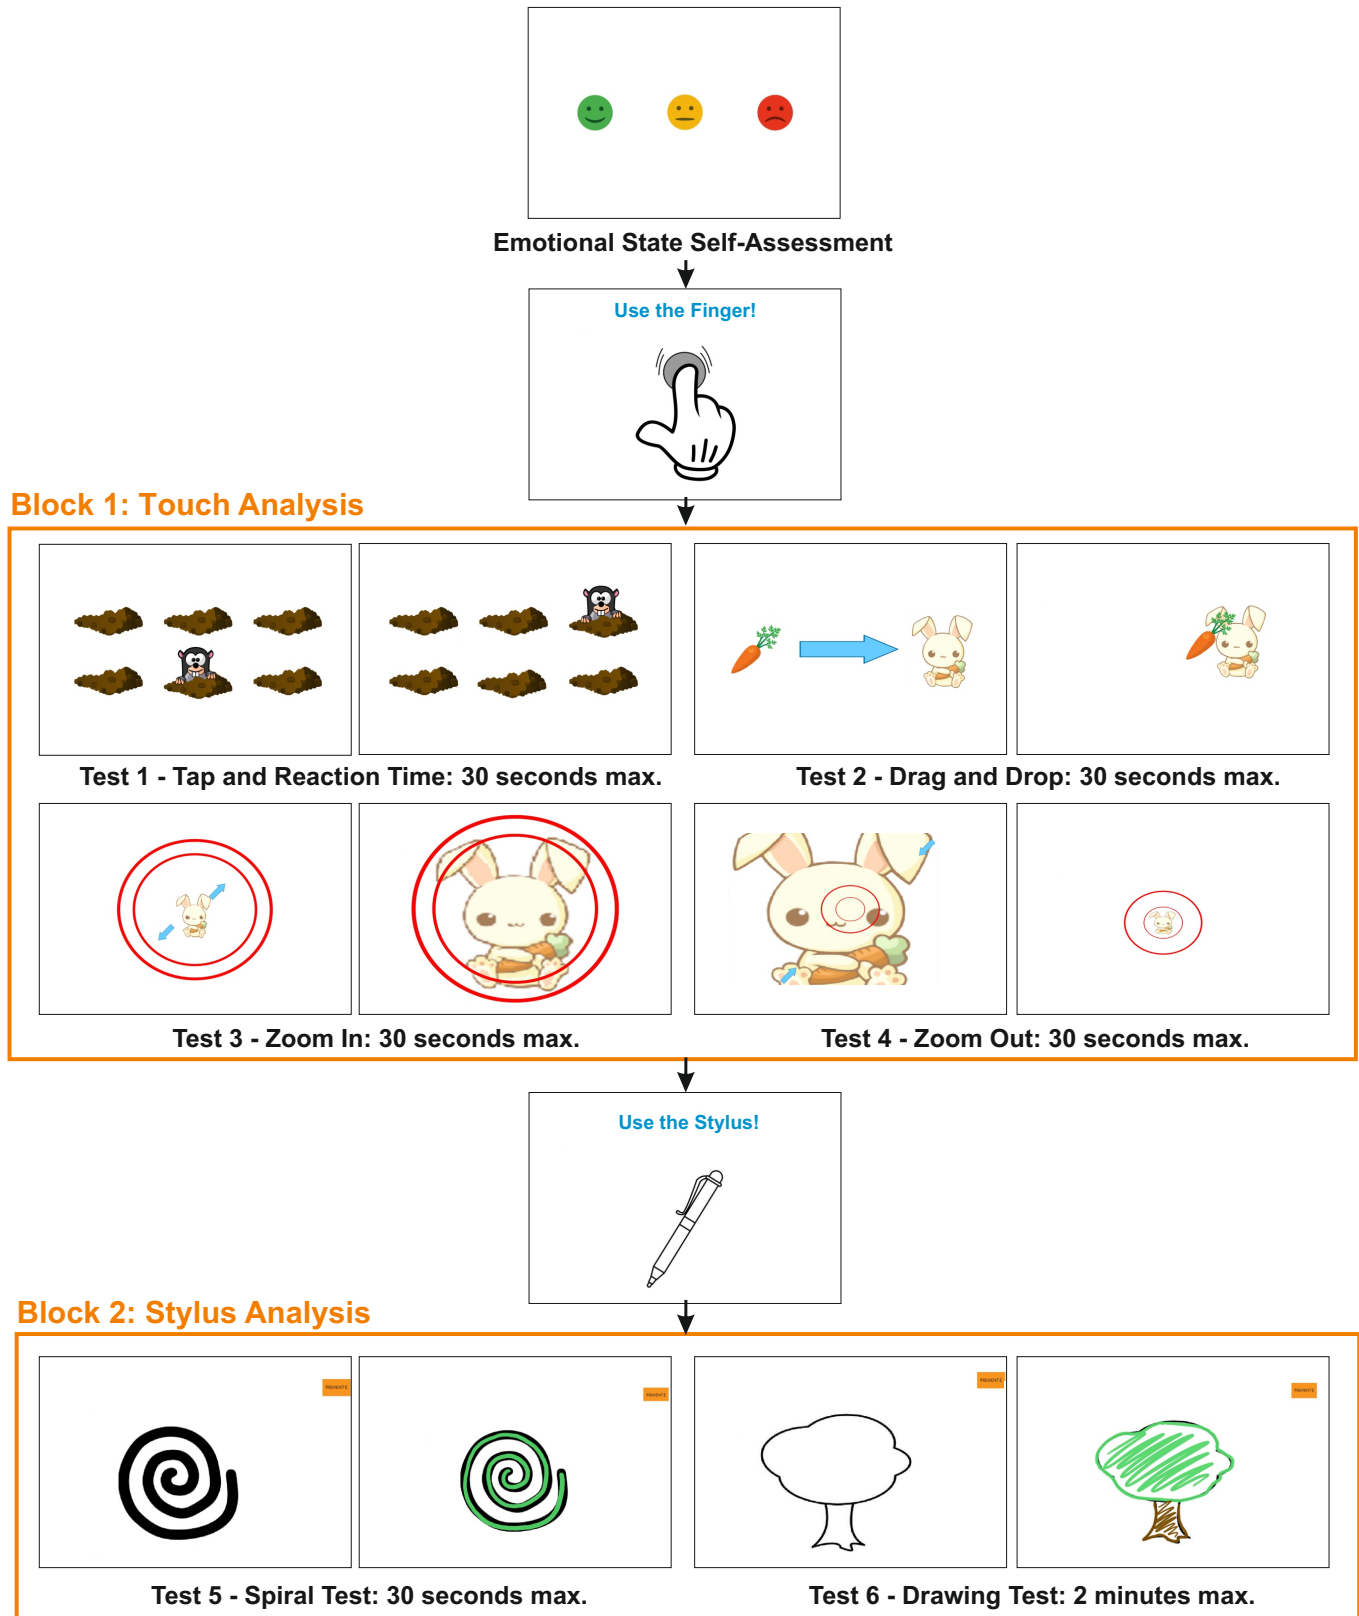 Emotional State Self-Assessment
Use the Finger!
Block 1: Touch Analysis
Test 1 - Tap and Reaction Time: 30 seconds max.
Test 2 - Drag and Drop: 30 seconds max.
Test 3 - Zoom In: 30 seconds max.
Test 4 - Zoom Out: 30 seconds max.
Use the Stylus!
Block 2: Stylus Analysis
Test 5 - Spiral Test: 30 seconds max.
Test 6 - Drawing Test: 2 minutes max.